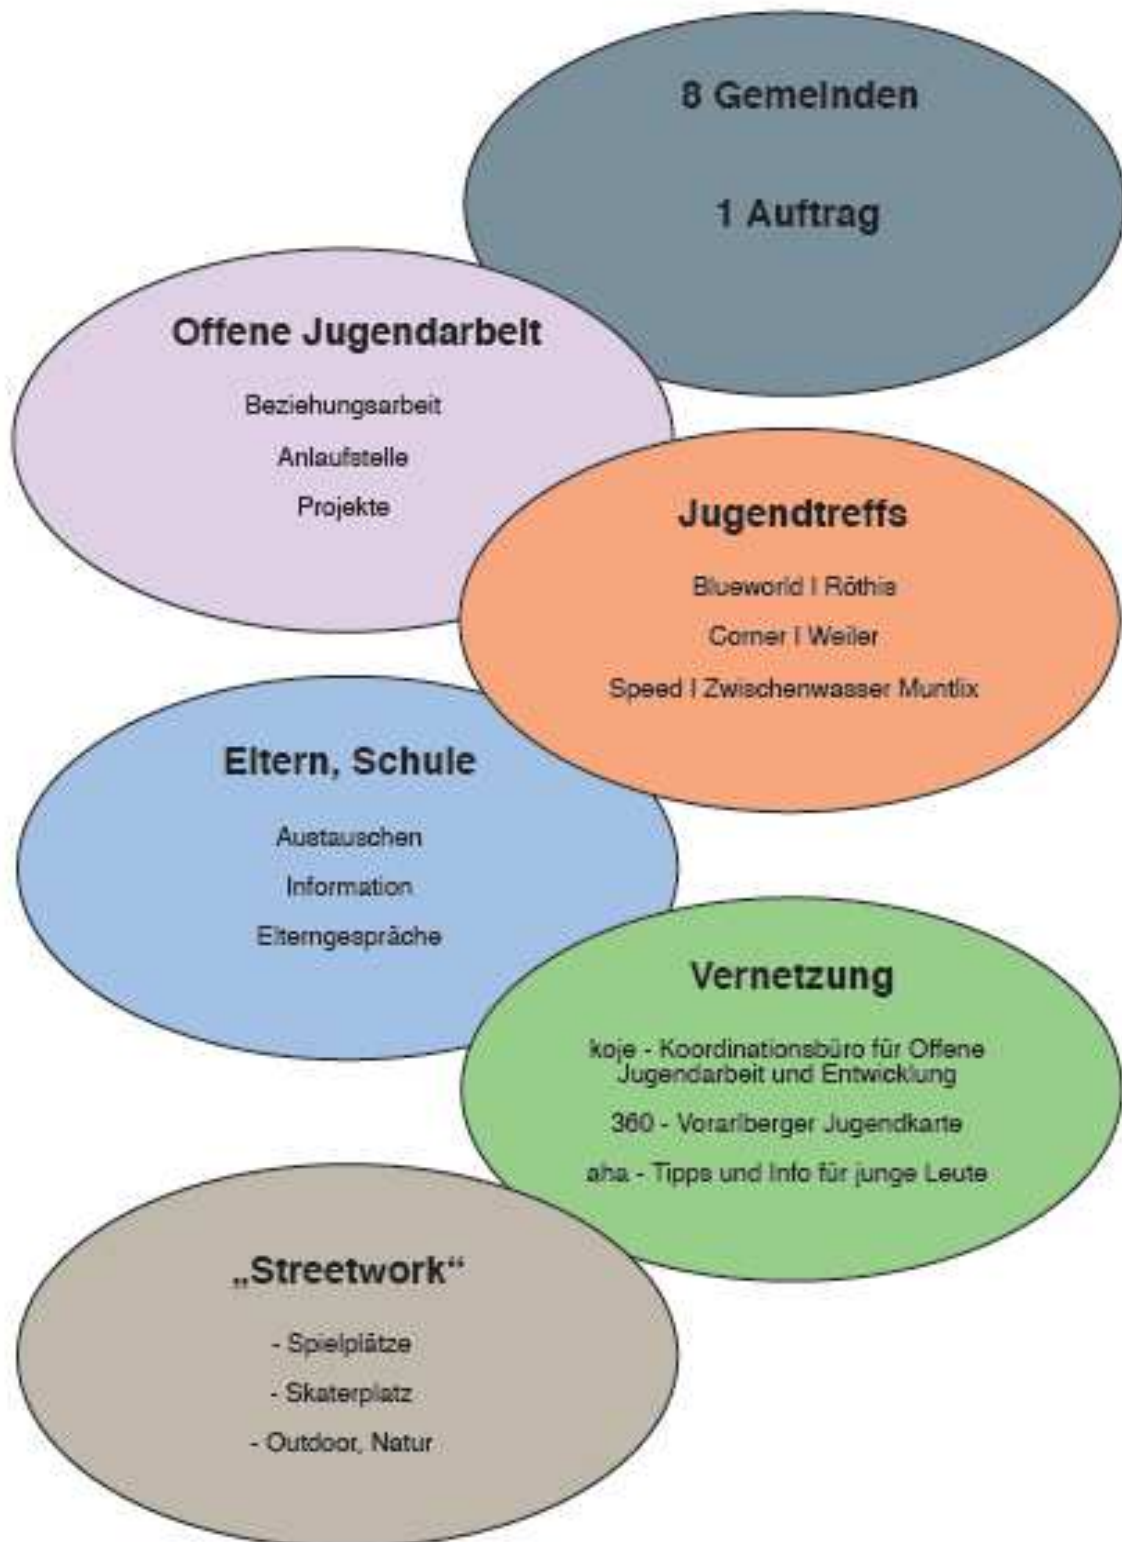 8 Gemeinden
1 Auftrag
Offene Jugendarbeit
Beziehungsarbeit
Anlaufstelle
Projekte
Jugendtreffs
Blueworld I Röthis
Corner I Weiler
Speed I Zwischenwasser Muntlix
Eltern, Schule
Austauschen
Information
Elterngespräche
Vernetzung
koje - Koordinationsbüro für Offene
Jugendarbeit und Entwicklung
360 - Vorarlberger Jugendkarte
aha - Tipps und Info für junge Leute
„Streetwork“
- Spielplätze
- Skaterplatz
- Outdoor, Natur